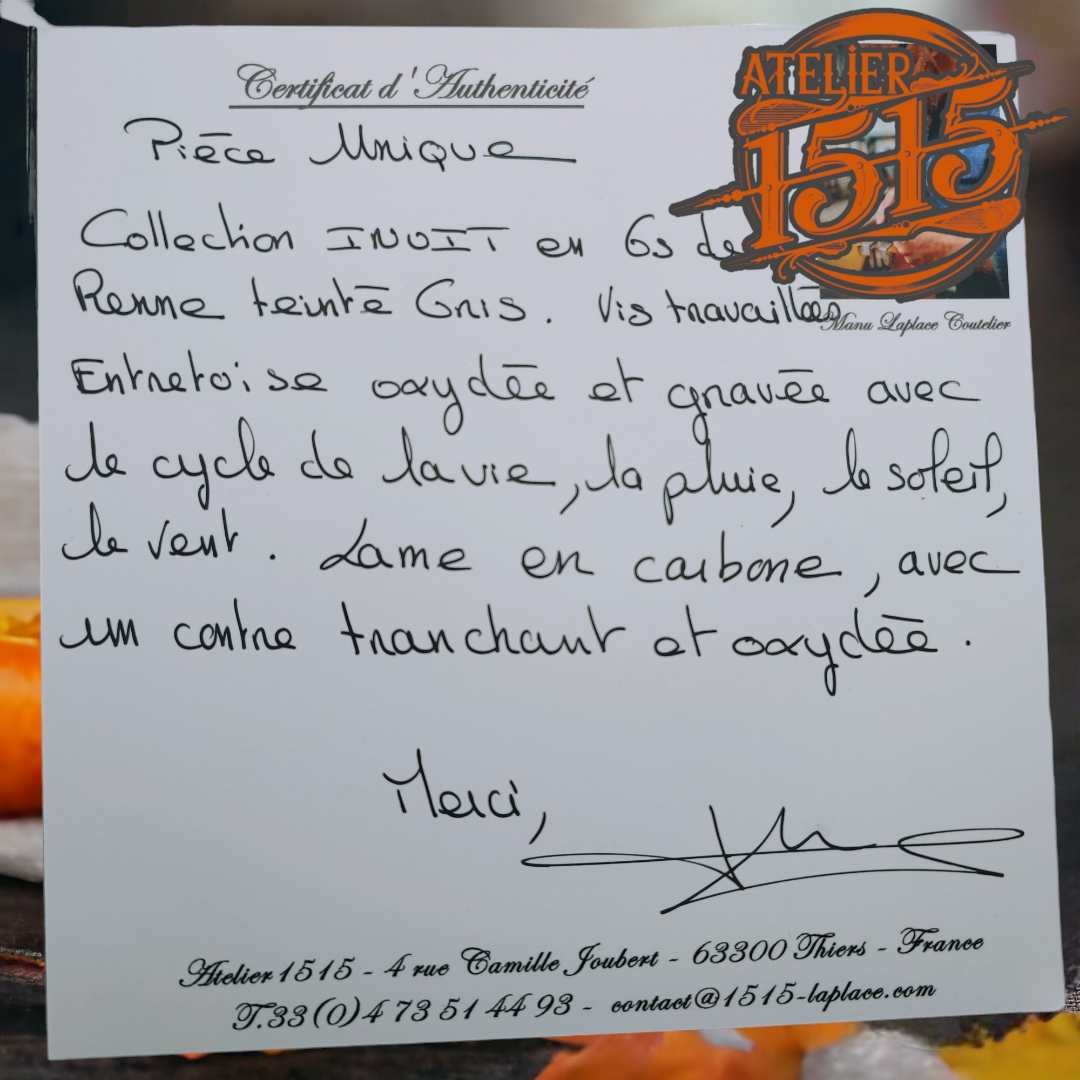 ATELIER
1515
Certificat d'Authenticité
Pièce Unique
Collection INUIT en Os de
Renne teinté Gris. Vis travaillées
Manu Laplace Coutelier
Entretoise oxydée et gravée avec
le cycle de la vie, la pluie, le soleil,
le vent. Lame en carbone, avec
un contre tranchant et oxydée.
Merci,
Atelier 1515 - 4 rue Camille Joubert - 63300 Thiers - France
T.33(0)4 73 51 44 93 - contact@1515-laplace.com